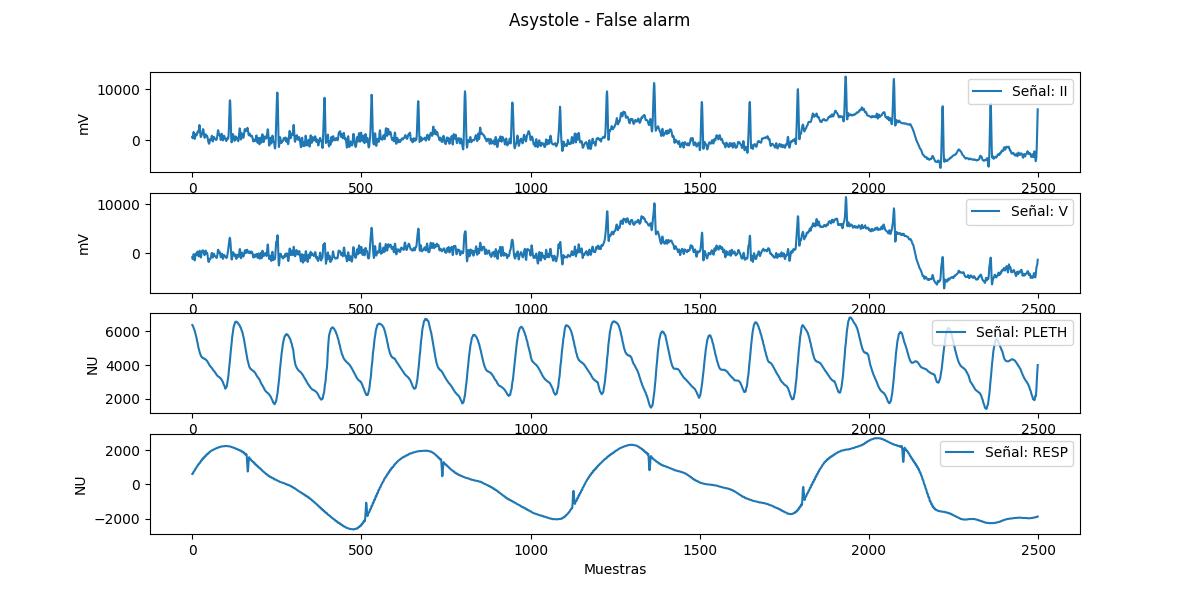 Asystole - False alarm
10000
0
mV
Señal: II
0 500 1000 1500 2000 2500
10000
0
mV
Señal: V
0 500 1000 1500 2000 2500
6000
4000
2000
NU
Señal: PLETH
0 500 1000 1500 2000 2500
2000
0
−2000
NU
Señal: RESP
0 500 1000 1500 2000 2500
Muestras